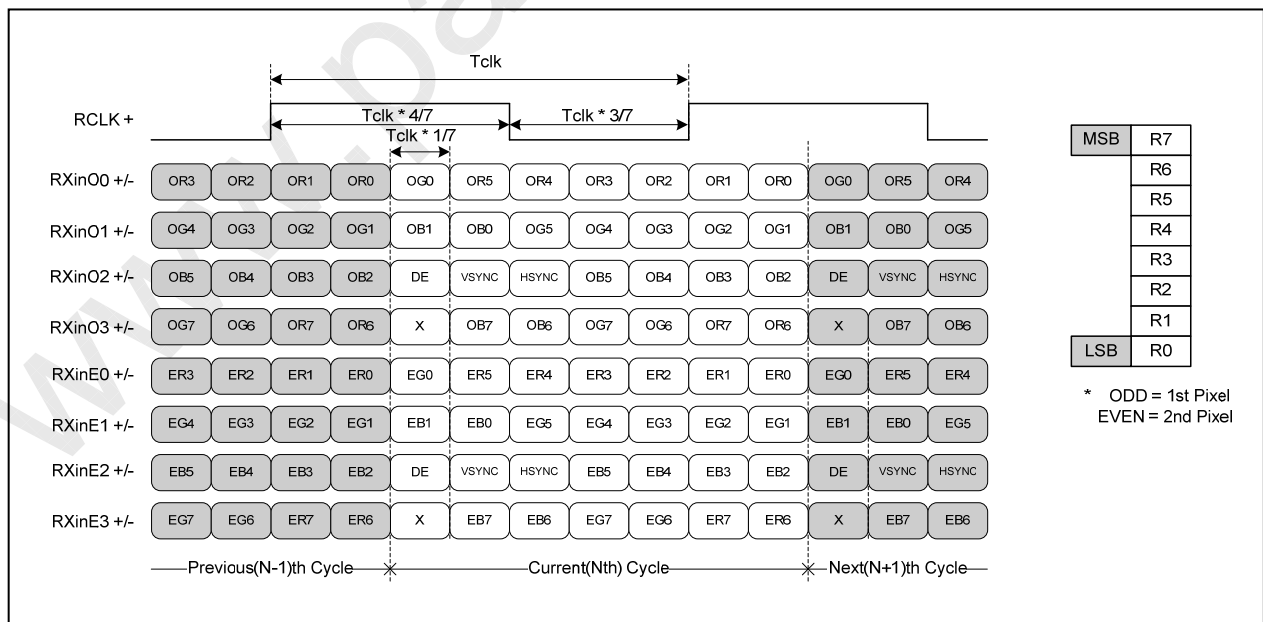 Tclk
RCLK +
Tclk * 4/7
Tclk * 3/7
Tclk * 1/7
RXinO0 +/- OR3 OR2 OR1 OR0 OG0 OR5 OR4 OR3 OR2 OR1 OR0 OG0 OR5 OR4
RXinO1 +/- OG4 OG3 OG2 OG1 OB1 OB0 OG5 OG4 OG3 OG2 OG1 OB1 OB0 OG5
RXinO2 +/- OB5 OB4 OB3 OB2 DE VSYNC HSYNC OB5 OB4 OB3 OB2 DE VSYNC HSYNC
RXinO3 +/- OG7 OG6 OR7 OR6 X OB7 OB6 OG7 OG6 OR7 OR6 X OB7 OB6
RXinE0 +/- ER3 ER2 ER1 ER0 EG0 ER5 ER4 ER3 ER2 ER1 ER0 EG0 ER5 ER4
RXinE1 +/- EG4 EG3 EG2 EG1 EB1 EB0 EG5 EG4 EG3 EG2 EG1 EB1 EB0 EG5
RXinE2 +/- EB5 EB4 EB3 EB2 DE VSYNC HSYNC EB5 EB4 EB3 EB2 DE VSYNC HSYNC
RXinE3 +/- EG7 EG6 ER7 ER6 X EB7 EB6 EG7 EG6 ER7 ER6 X EB7 EB6
Previous(N-1)th Cycle Current(Nth) Cycle Next(N+1)th Cycle
MSB R7
R6
R5
R4
R3
R2
R1
LSB R0
* ODD = 1st Pixel
EVEN = 2nd Pixel
www.pa